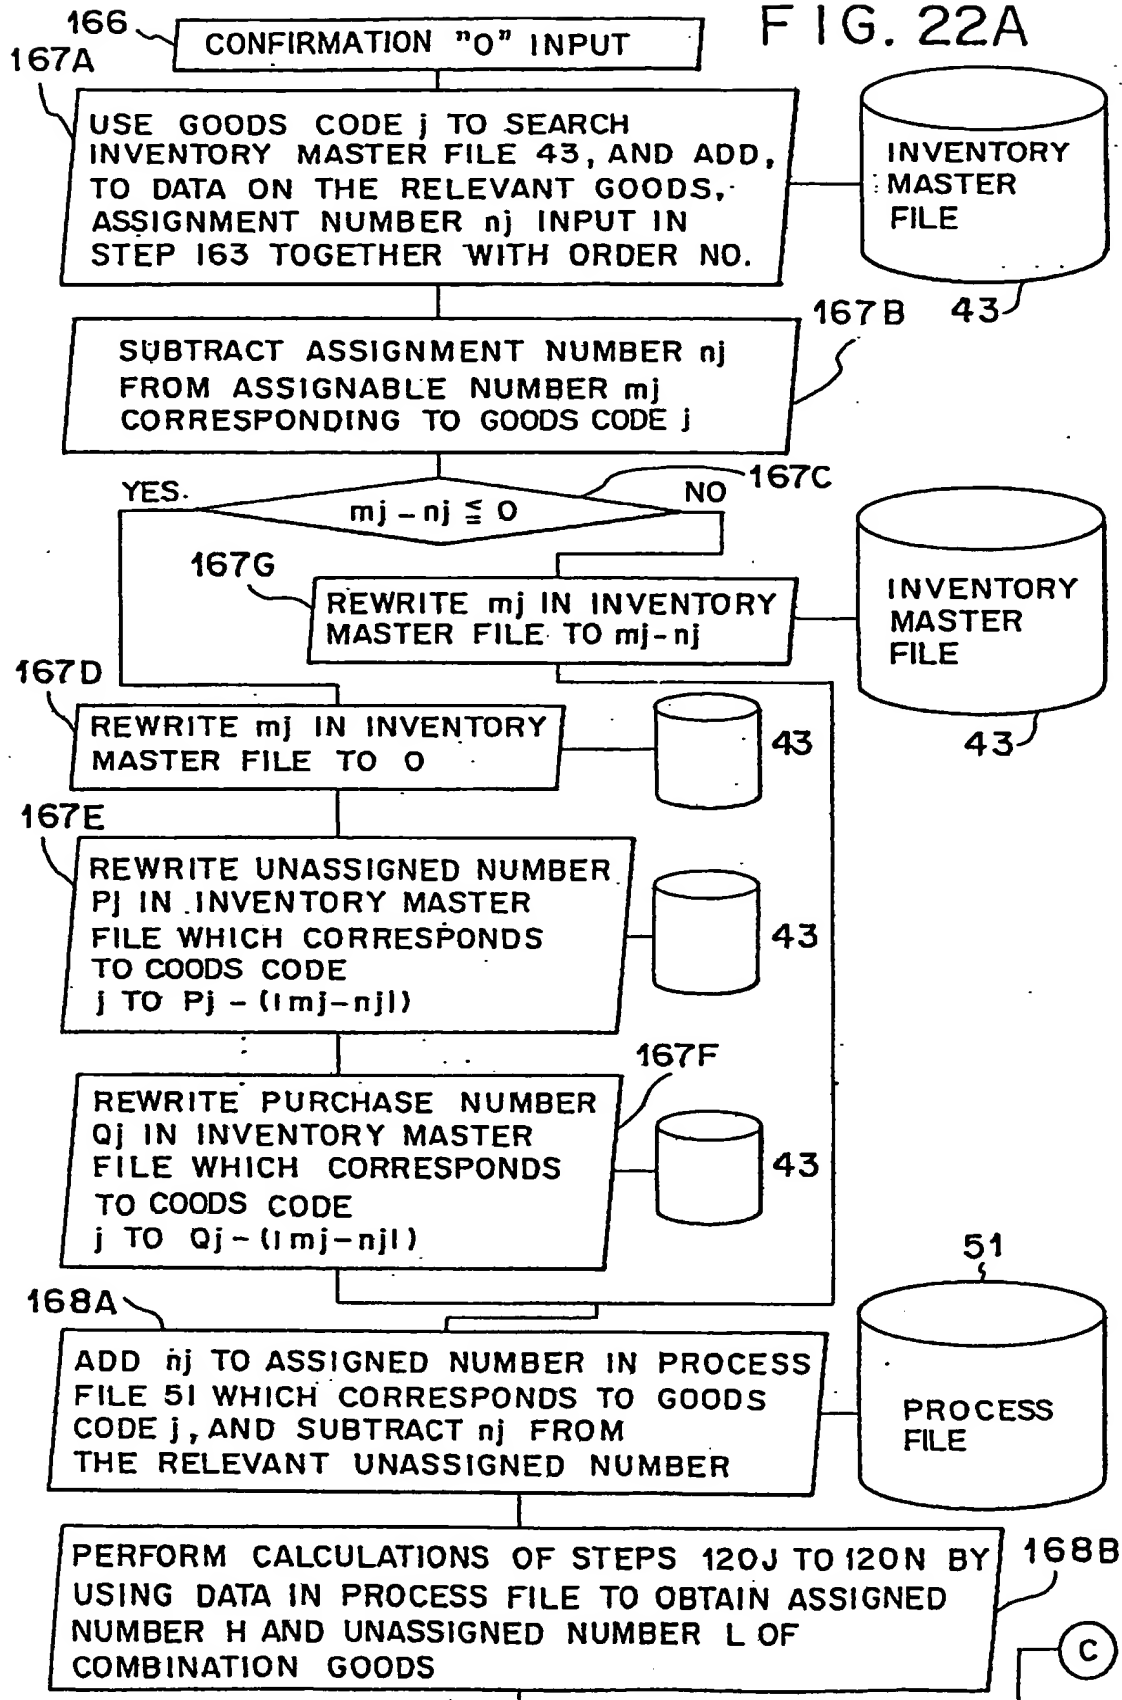 FIG. 22A
166
CONFIRMATION "0" INPUT
167A
USE GOODS CODE j TO SEARCH
INVENTORY MASTER FILE 43, AND ADD,
TO DATA ON THE RELEVANT GOODS,
ASSIGNMENT NUMBER nj INPUT IN
STEP 163 TOGETHER WITH ORDER NO.
INVENTORY
MASTER
FILE
43
167B
SUBTRACT ASSIGNMENT NUMBER nj
FROM ASSIGNABLE NUMBER mj
CORRESPONDING TO GOODS CODE j
167C
YES
NO
mj - nj ≦ 0
167G
REWRITE mj IN INVENTORY
MASTER FILE TO mj-nj
INVENTORY
MASTER
FILE
43
167D
REWRITE mj IN INVENTORY
MASTER FILE TO 0
43
167E
REWRITE UNASSIGNED NUMBER
Pj IN INVENTORY MASTER
FILE WHICH CORRESPONDS
TO COODS CODE
j TO Pj - (|mj-nj|)
43
167F
REWRITE PURCHASE NUMBER
Qj IN INVENTORY MASTER
FILE WHICH CORRESPONDS
TO COODS CODE
j TO Qj-(|mj-nj|)
43
51
168A
ADD nj TO ASSIGNED NUMBER IN PROCESS
FILE 51 WHICH CORRESPONDS TO GOODS
CODE j, AND SUBTRACT nj FROM
THE RELEVANT UNASSIGNED NUMBER
PROCESS
FILE
168B
PERFORM CALCULATIONS OF STEPS 120J TO 120N BY
USING DATA IN PROCESS FILE TO OBTAIN ASSIGNED
NUMBER H AND UNASSIGNED NUMBER L OF
COMBINATION GOODS
C